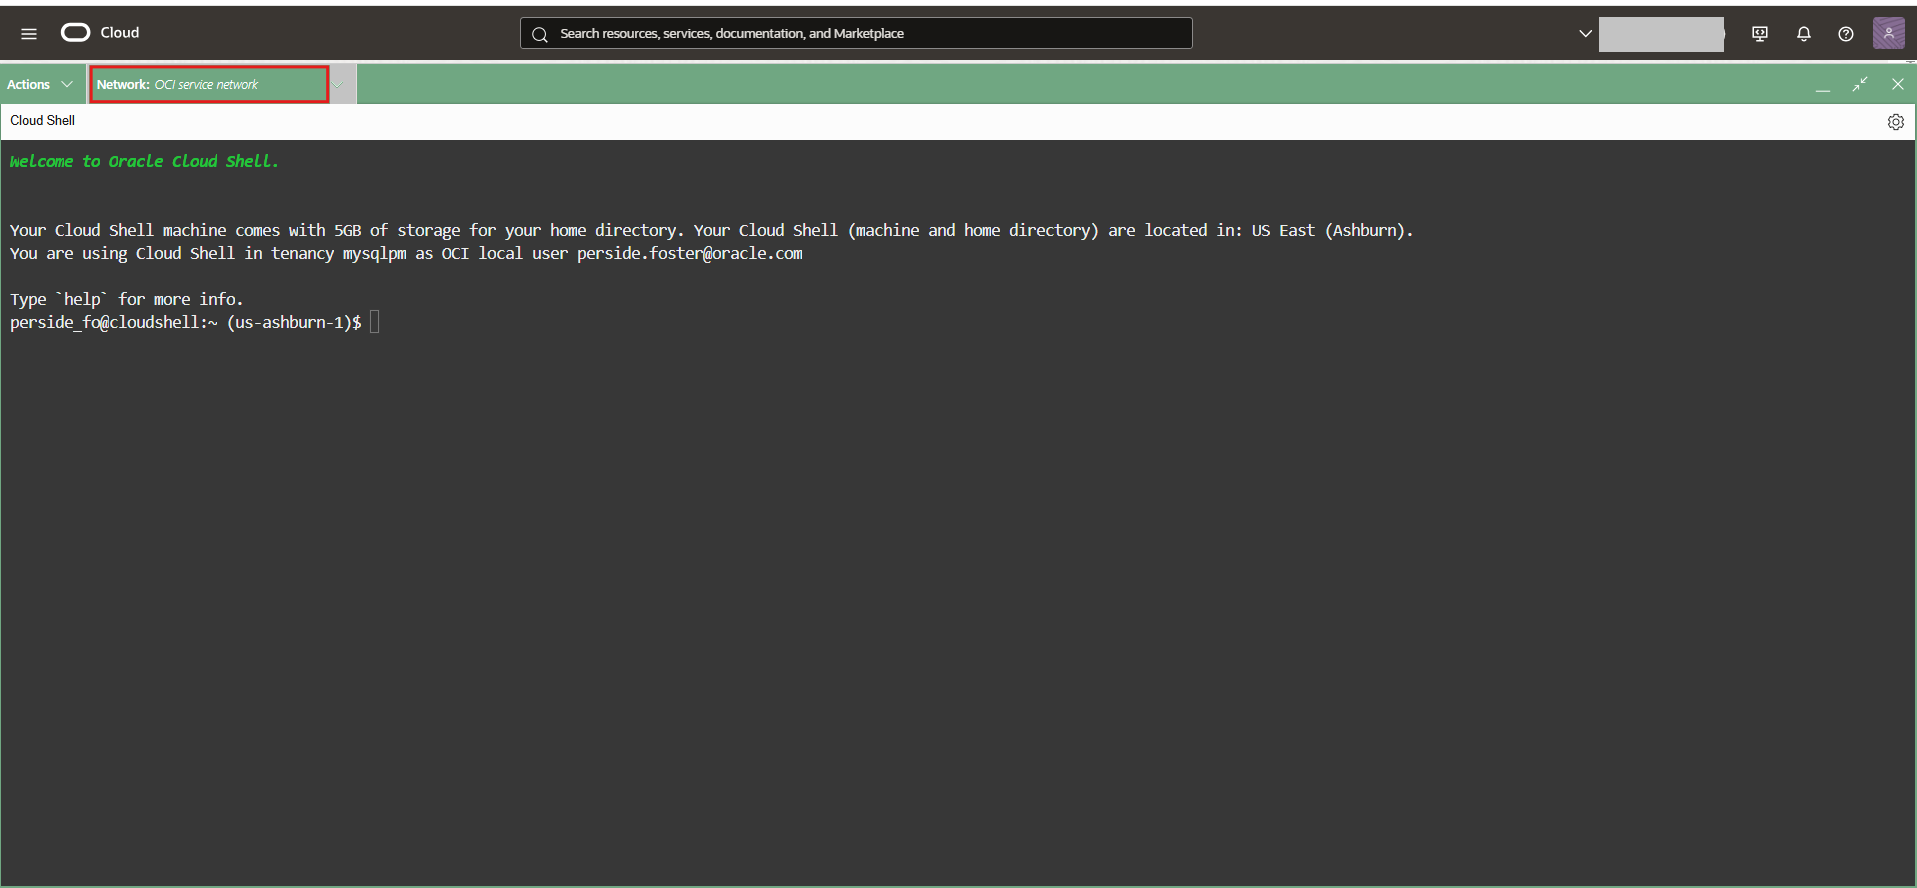 Cloud
Search resources, services, documentation, and Marketplace
Actions
Network: OCI service network
Cloud Shell
Welcome to Oracle Cloud Shell.
Your Cloud Shell machine comes with 5GB of storage for your home directory. Your Cloud Shell (machine and home directory) are located in: US East (Ashburn).
You are using Cloud Shell in tenancy mysqlpm as OCI local user perside.foster@oracle.com
Type `help` for more info.
perside_fo@cloudshell:~ (us-ashburn-1)$